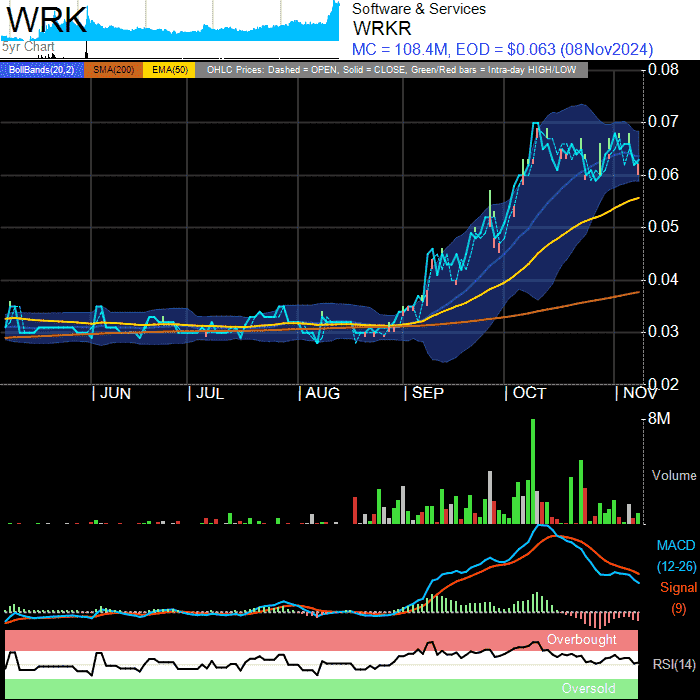 WRK
5yr Chart
Software & Services
WRKR
MC = 108.4M, EOD = $0.063 (08Nov2024)
BollBands(20,2) SMA(200) EMA(50) OHLC Prices: Dashed = OPEN, Solid = CLOSE, Green/Red bars = Intra-day HIGH/LOW
0.08
0.07
0.06
0.05
0.04
0.03
0.02
JUN JUL AUG SEP OCT NOV
8M
Volume
MACD
(12-26)
Signal
(9)
Overbought
RSI(14)
Oversold